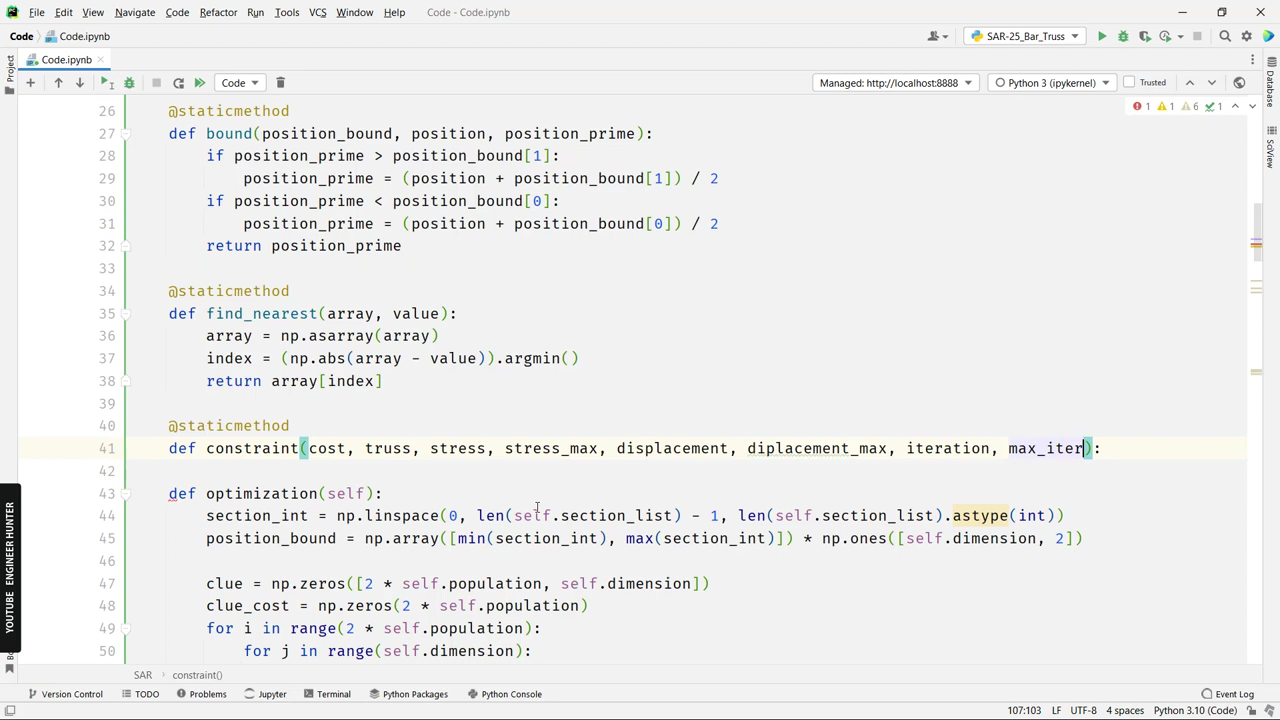 File Edit View Navigate Code Refactor Run Tools VCS Window Help Code - Code.ipynb
Code Code.ipynb SAR-25_Bar_Truss
Code.ipynb
Code Managed: http://localhost:8888 Python 3 (ipykernel) Trusted
Project
Database
SciView
1 1 6 1
26 @staticmethod
27 def bound(position_bound, position, position_prime):
28 if position_prime > position_bound[1]:
29 position_prime = (position + position_bound[1]) / 2
30 if position_prime < position_bound[0]:
31 position_prime = (position + position_bound[0]) / 2
32 return position_prime
33
34 @staticmethod
35 def find_nearest(array, value):
36 array = np.asarray(array)
37 index = (np.abs(array - value)).argmin()
38 return array[index]
39
40 @staticmethod
41 def constraint(cost, truss, stress, stress_max, displacement, diplacement_max, iteration, max_iter):
42
43 def optimization(self):
44 section_int = np.linspace(0, len(self.section_list) - 1, len(self.section_list).astype(int))
45 position_bound = np.array([min(section_int), max(section_int)]) * np.ones([self.dimension, 2])
46
47 clue = np.zeros([2 * self.population, self.dimension])
48 clue_cost = np.zeros(2 * self.population)
49 for i in range(2 * self.population):
50 for j in range(self.dimension):
YOUTUBE ENGINEER HUNTER
SAR constraint()
Version Control TODO Problems Jupyter Terminal Python Packages Python Console Event Log
107:103 LF UTF-8 4 spaces Python 3.10 (Code)